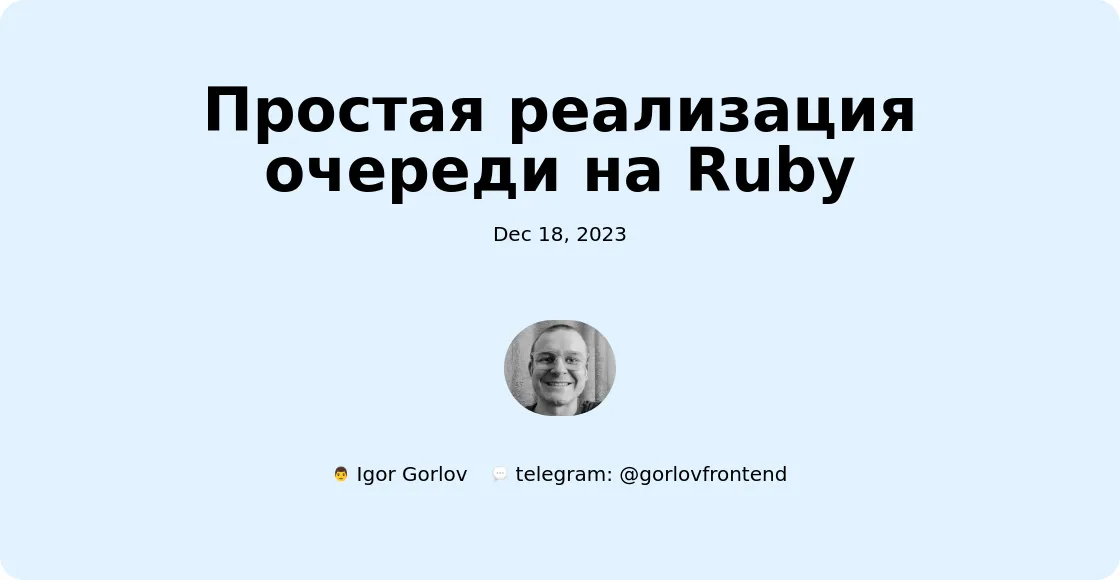 Простая реализация
очереди на Ruby
Dec 18, 2023
👨 Igor Gorlov 💬 telegram: @gorlovfrontend